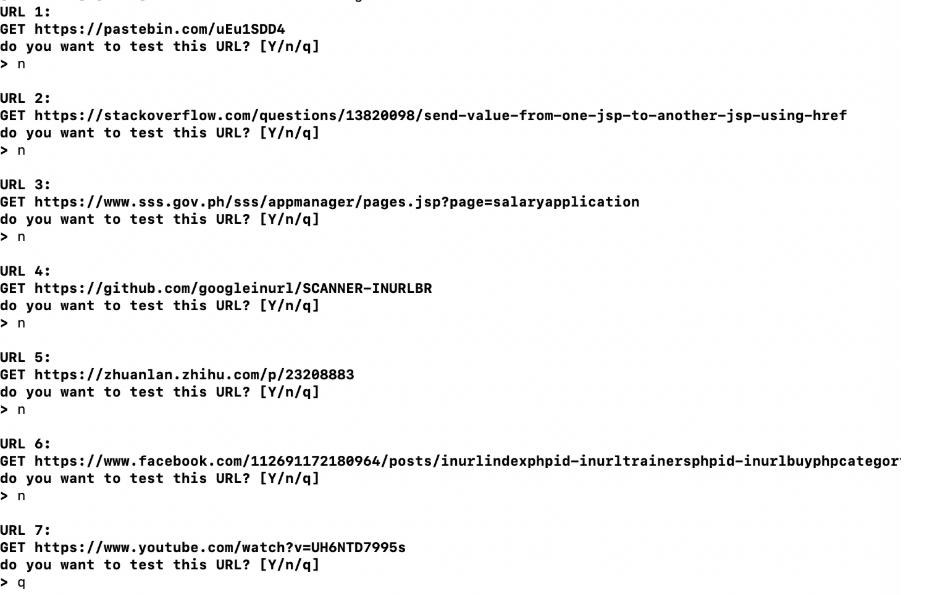 URL 1:
GET https://pastebin.com/uEu1SDD4
do you want to test this URL? [Y/n/q]
> n
URL 2:
GET https://stackoverflow.com/questions/13820098/send-value-from-one-jsp-to-another-jsp-using-href
do you want to test this URL? [Y/n/q]
> n
URL 3:
GET https://www.sss.gov.ph/sss/appmanager/pages.jsp?page=salaryapplication
do you want to test this URL? [Y/n/q]
> n
URL 4:
GET https://github.com/googleinurl/SCANNER-INURLBR
do you want to test this URL? [Y/n/q]
> n
URL 5:
GET https://zhuanlan.zhihu.com/p/23208883
do you want to test this URL? [Y/n/q]
> n
URL 6:
GET https://www.facebook.com/112691172180964/posts/inurlindexphpid-inurltrainersphpid-inurlbuyphpcategor
do you want to test this URL? [Y/n/q]
> n
URL 7:
GET https://www.youtube.com/watch?v=UH6NTD7995s
do you want to test this URL? [Y/n/q]
> q